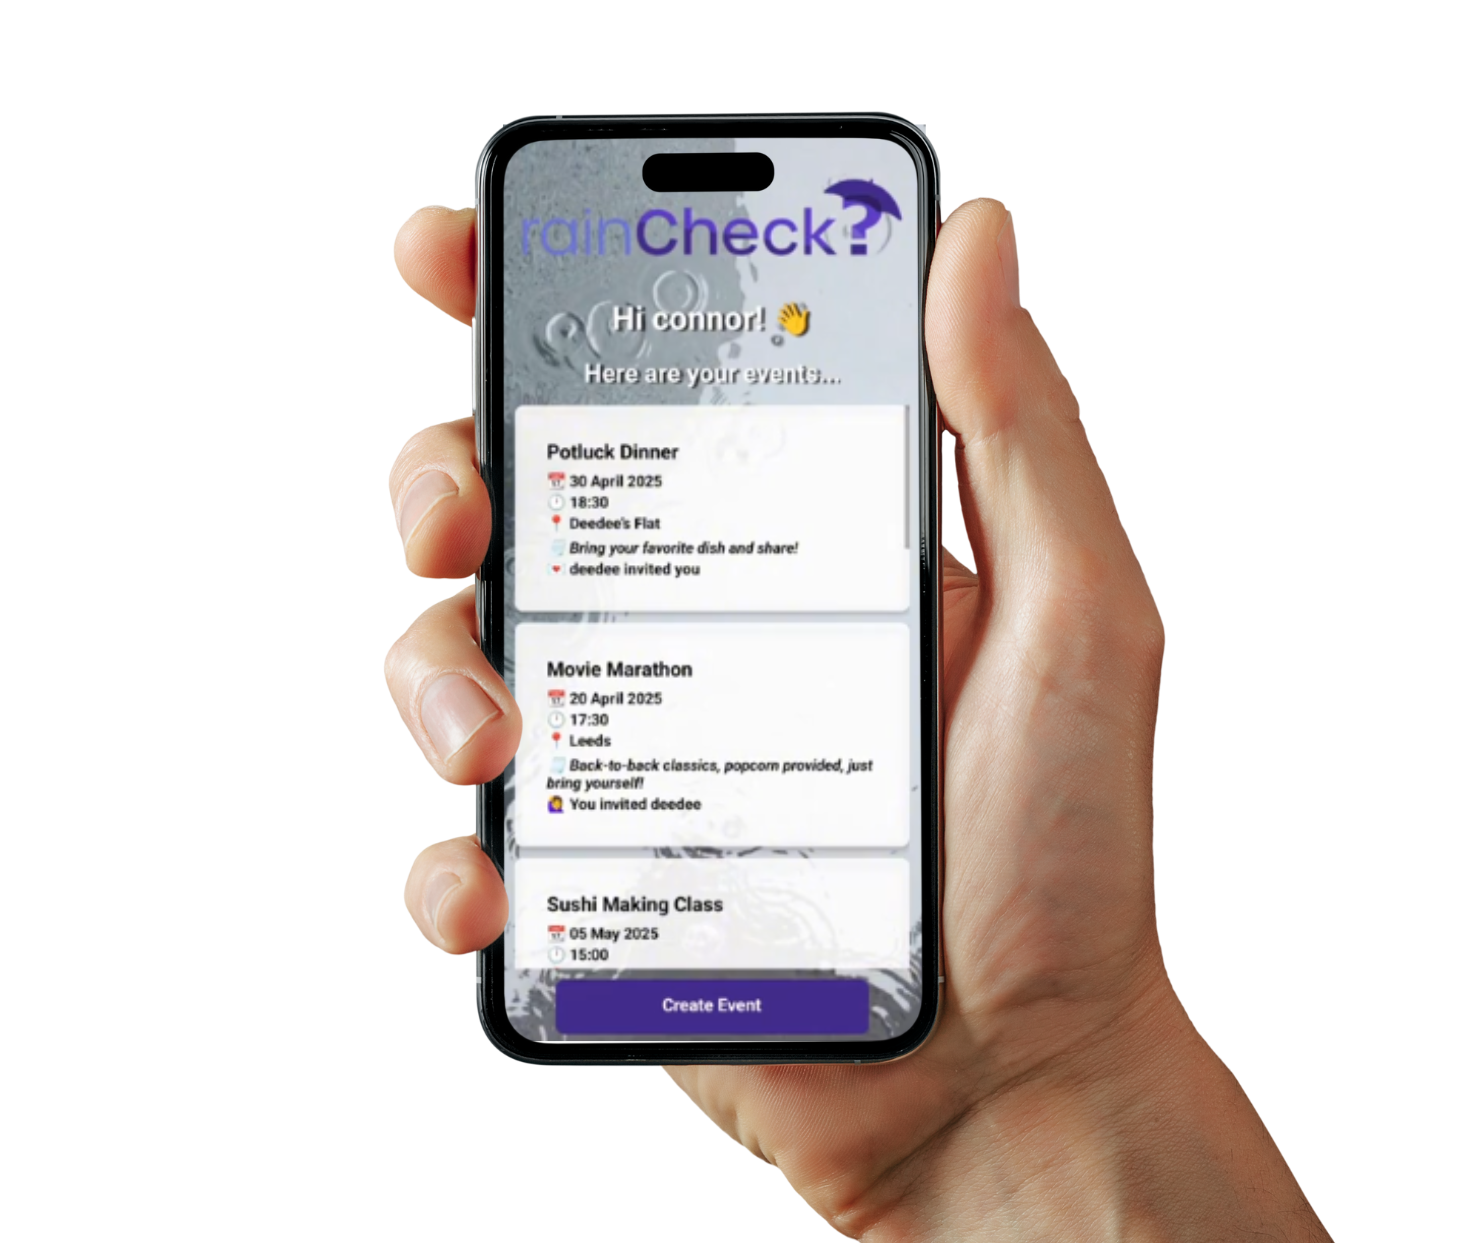 rainCheck?
Hi connor! 👋
Here are your events...
Potluck Dinner
📅 30 April 2025
🕛 18:30
📍 Deedee's Flat
Bring your favorite dish and share!
💌 deedee invited you
Movie Marathon
📅 20 April 2025
🕛 17:30
📍 Leeds
Back-to-back classics, popcorn provided, just
bring yourself!
🙋‍♀️ You invited deedee
Sushi Making Class
📅 05 May 2025
🕛 15:00
Create Event